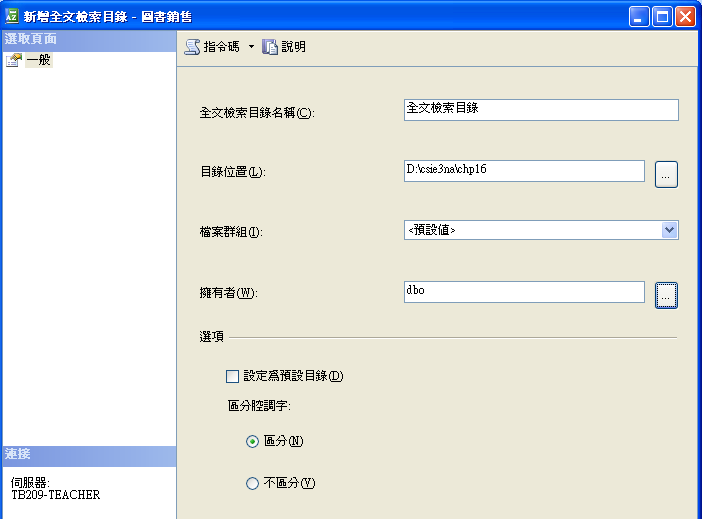 新增全文檢索目錄 - 圖書銷售
選取頁面
一般
指令碼 說明
全文檢索目錄名稱(C): 全文檢索目錄
目錄位置(L): D:\csie3na\chp16 ...
檔案群組(I): <預設值>
擁有者(W): dbo ...
選項
設定為預設目錄(D)
區分腔調字:
區分(N)
不區分(V)
連接
伺服器:
TB209-TEACHER